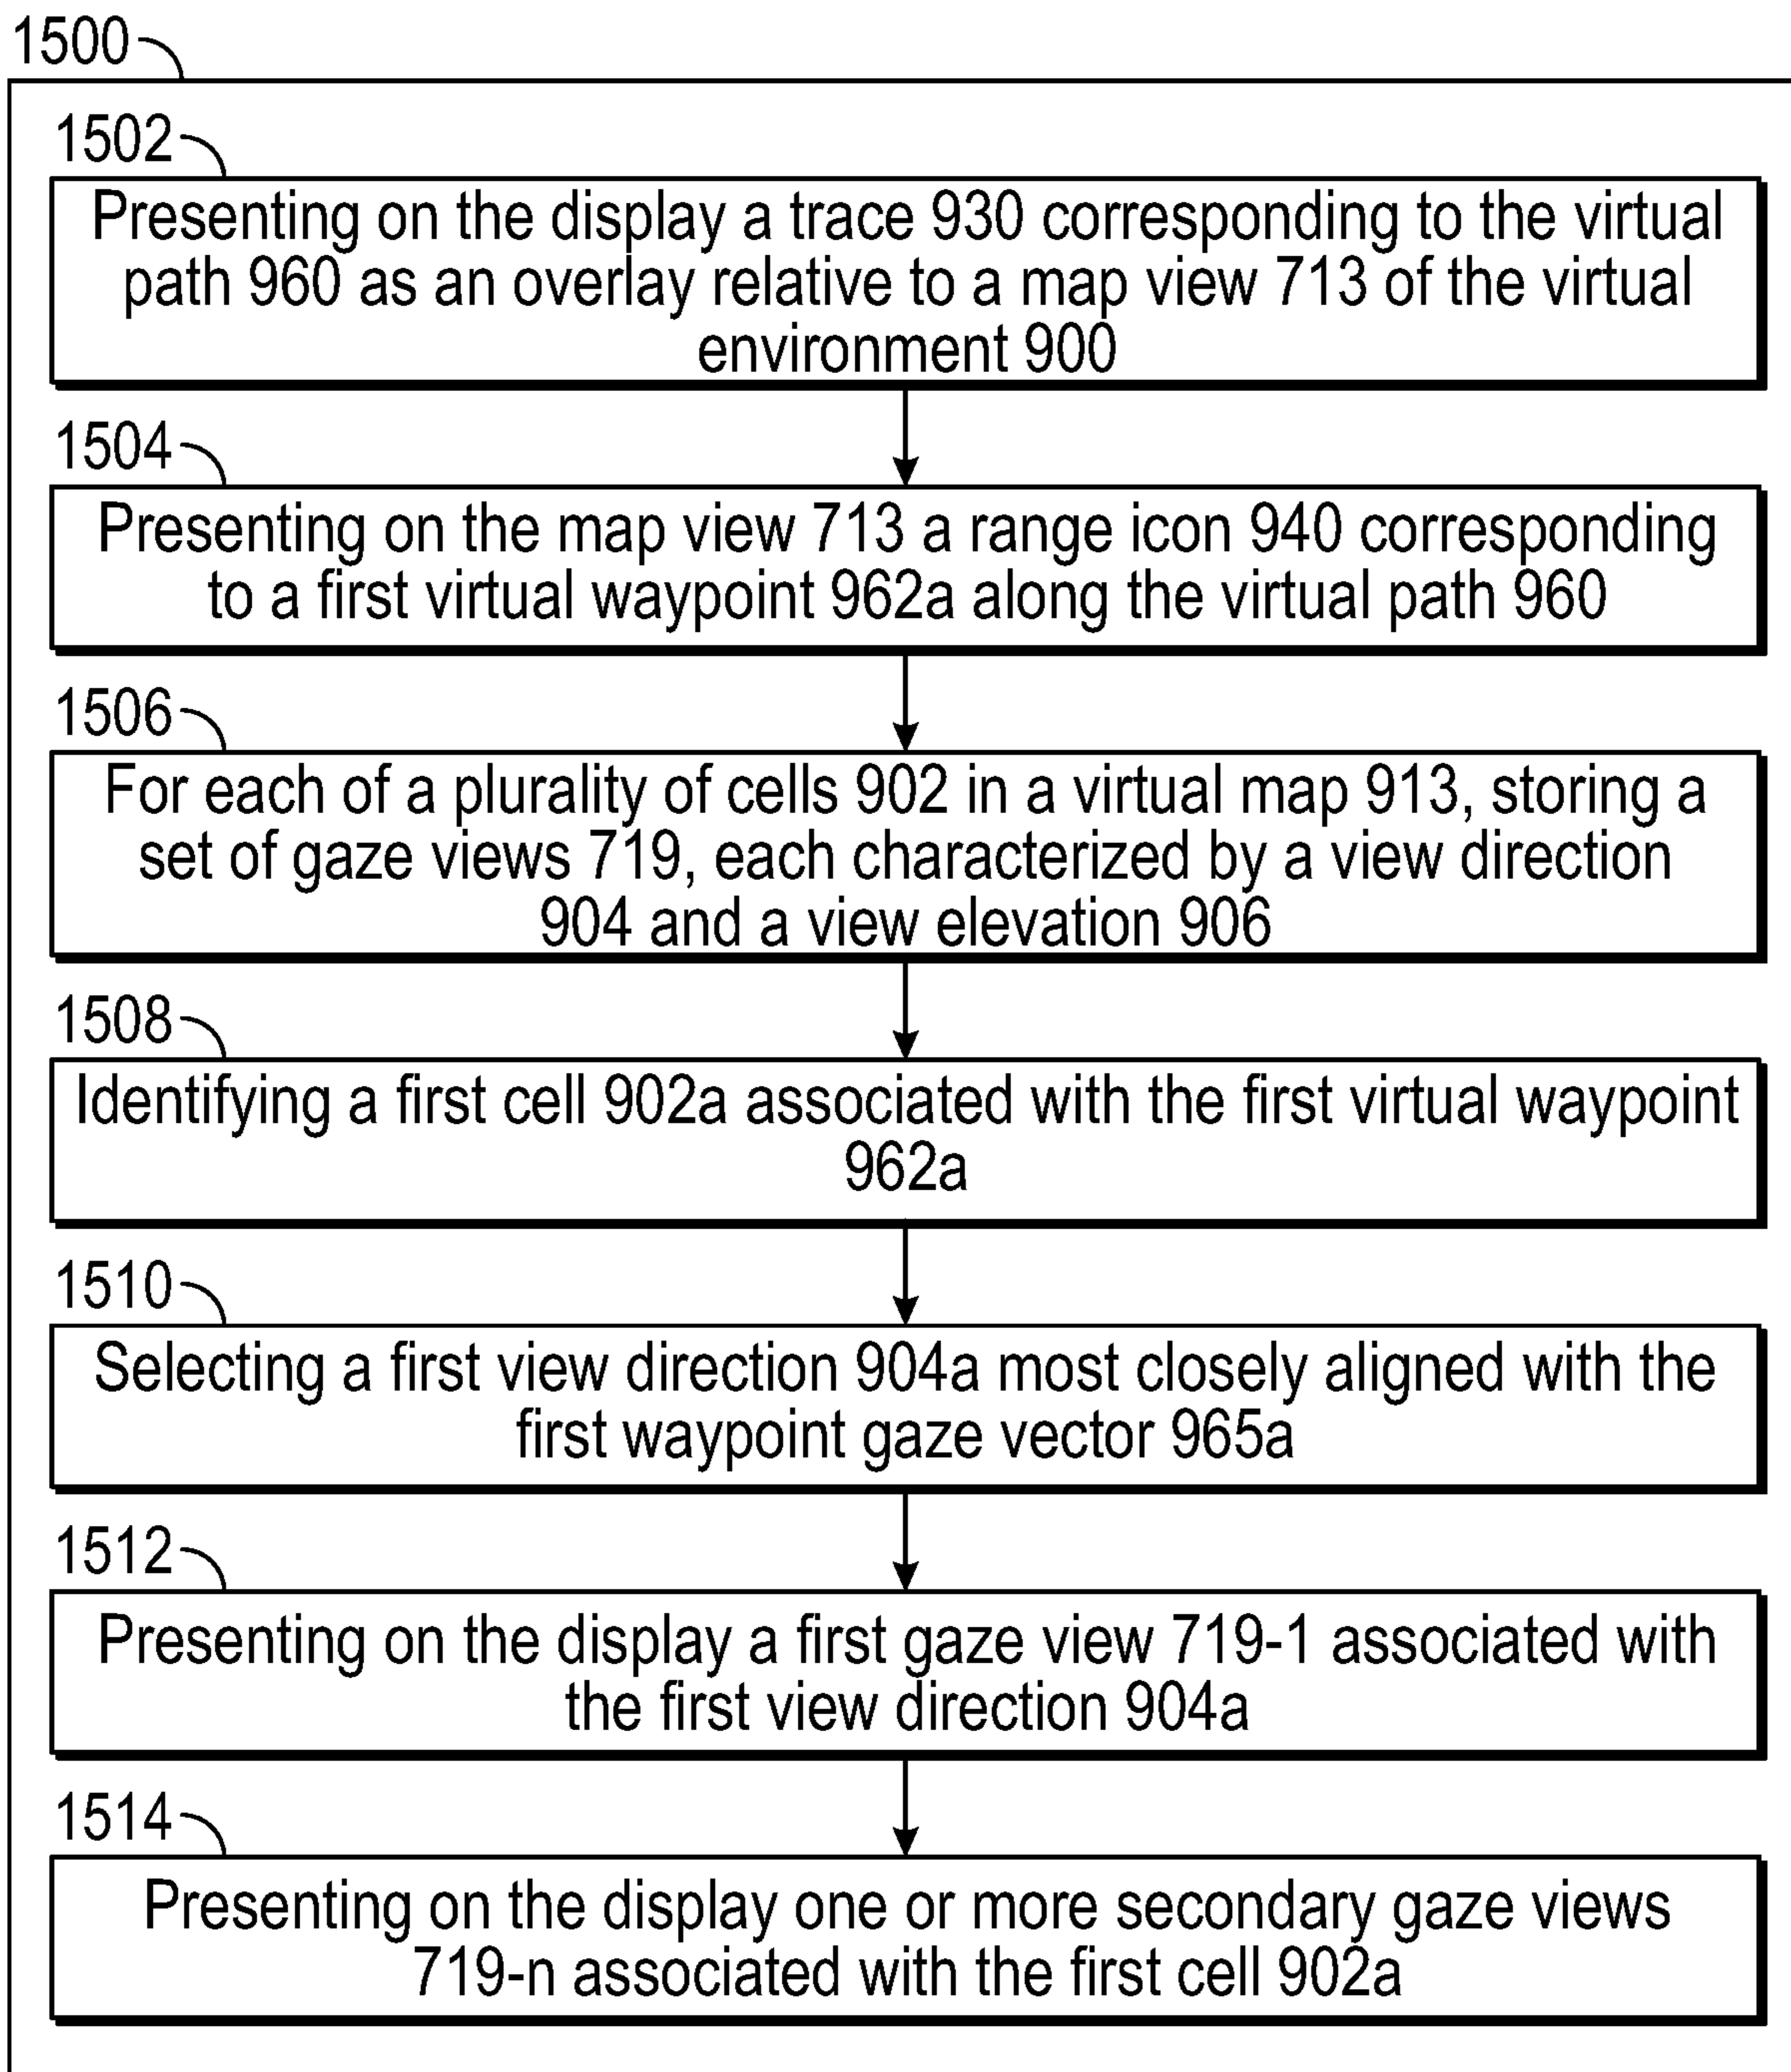 1500
1502
Presenting on the display a trace 930 corresponding to the virtual
path 960 as an overlay relative to a map view 713 of the virtual
environment 900
1504
Presenting on the map view 713 a range icon 940 corresponding
to a first virtual waypoint 962a along the virtual path 960
1506
For each of a plurality of cells 902 in a virtual map 913, storing a
set of gaze views 719, each characterized by a view direction
904 and a view elevation 906
1508
Identifying a first cell 902a associated with the first virtual waypoint
962a
1510
Selecting a first view direction 904a most closely aligned with the
first waypoint gaze vector 965a
1512
Presenting on the display a first gaze view 719-1 associated with
the first view direction 904a
1514
Presenting on the display one or more secondary gaze views
719-n associated with the first cell 902a